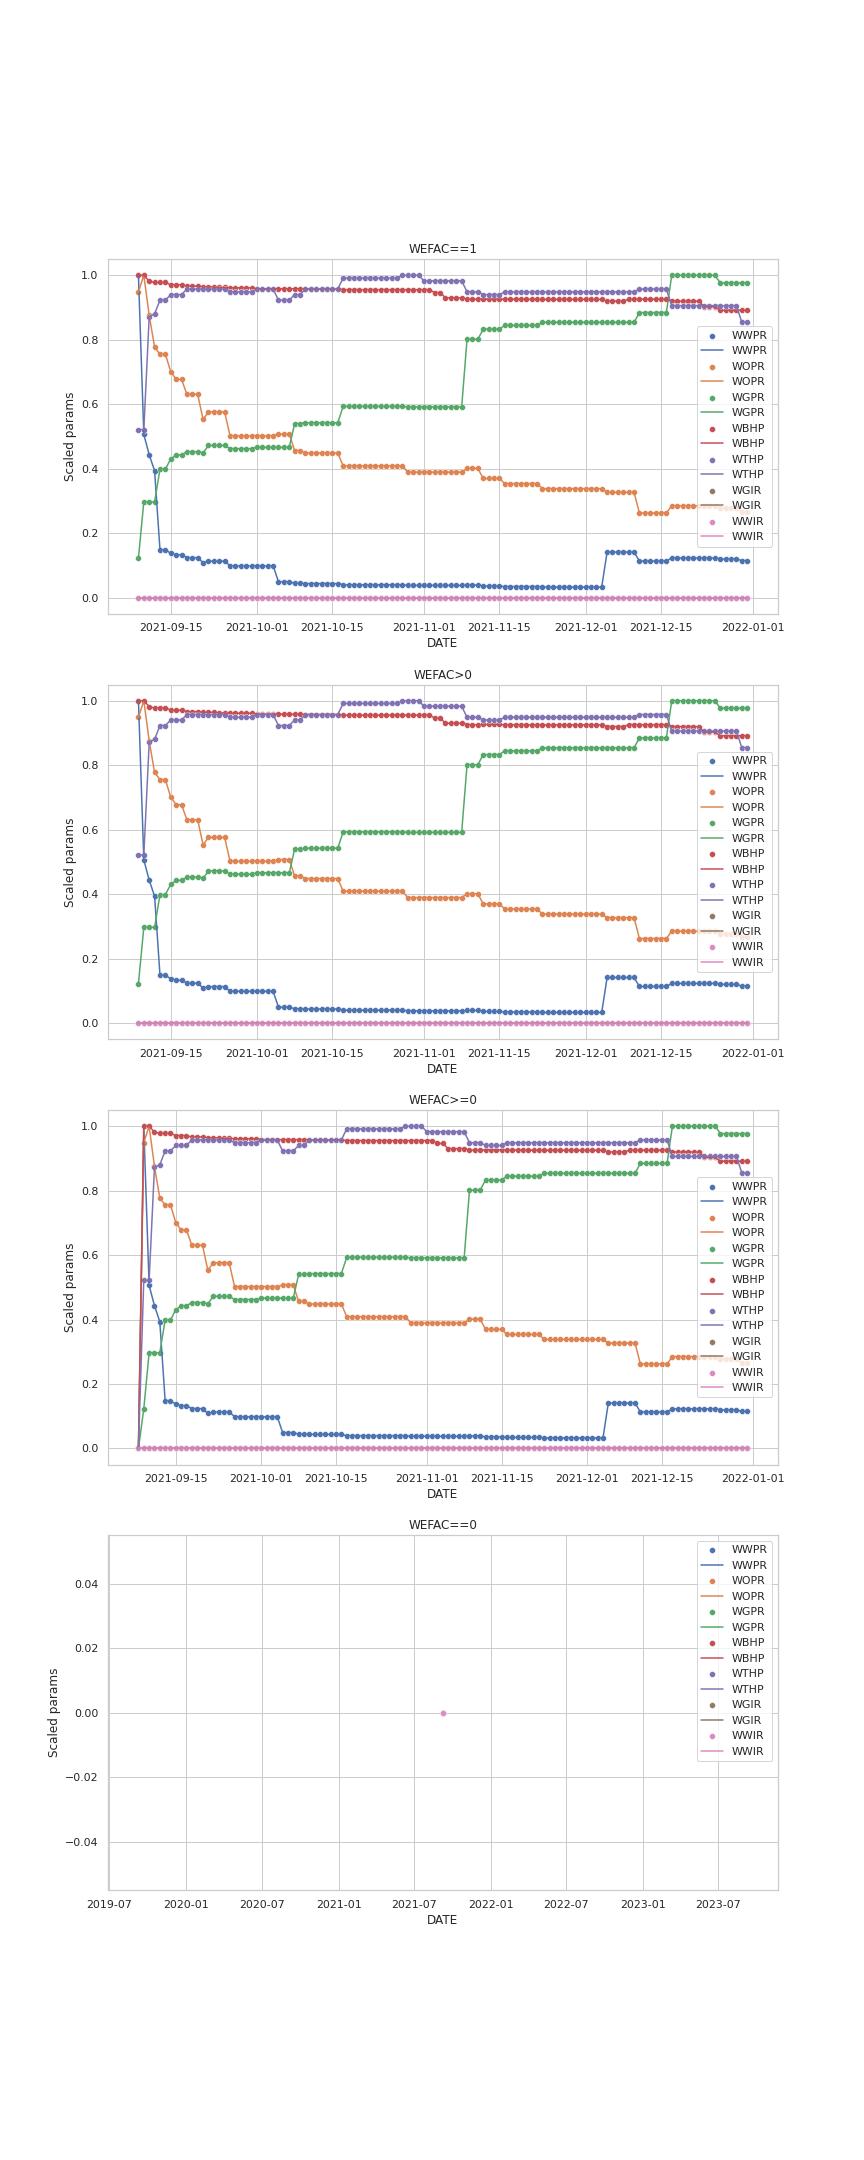 WEFAC==1
1.0
0.8
0.6
0.4
0.2
0.0
Scaled params
WWPR
WWPR
WOPR
WOPR
WGPR
WGPR
WBHP
WBHP
WTHP
WTHP
WGIR
WGIR
WWIR
WWIR
2021-09-15 2021-10-01 2021-10-15 2021-11-01 2021-11-15 2021-12-01 2021-12-15 2022-01-01
DATE
WEFAC>0
1.0
0.8
0.6
0.4
0.2
0.0
Scaled params
WWPR
WWPR
WOPR
WOPR
WGPR
WGPR
WBHP
WBHP
WTHP
WTHP
WGIR
WGIR
WWIR
WWIR
2021-09-15 2021-10-01 2021-10-15 2021-11-01 2021-11-15 2021-12-01 2021-12-15 2022-01-01
DATE
WEFAC>=0
1.0
0.8
0.6
0.4
0.2
0.0
Scaled params
WWPR
WWPR
WOPR
WOPR
WGPR
WGPR
WBHP
WBHP
WTHP
WTHP
WGIR
WGIR
WWIR
WWIR
2021-09-15 2021-10-01 2021-10-15 2021-11-01 2021-11-15 2021-12-01 2021-12-15 2022-01-01
DATE
WEFAC==0
0.04
0.02
0.00
−0.02
−0.04
Scaled params
WWPR
WWPR
WOPR
WOPR
WGPR
WGPR
WBHP
WBHP
WTHP
WTHP
WGIR
WGIR
WWIR
WWIR
2019-07 2020-01 2020-07 2021-01 2021-07 2022-01 2022-07 2023-01 2023-07
DATE